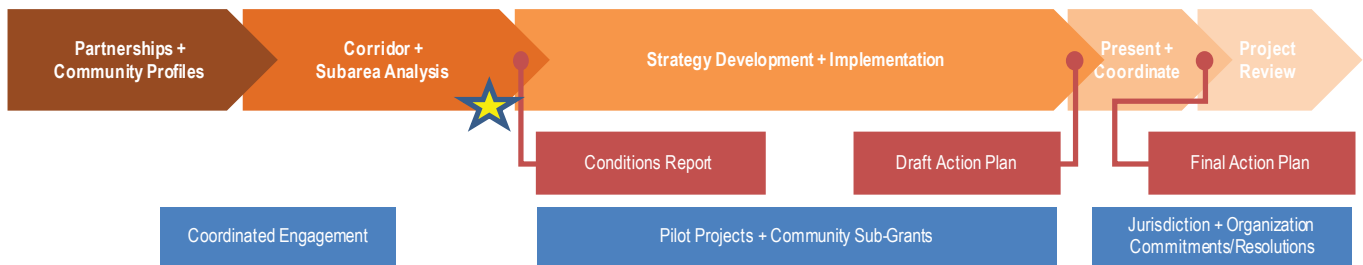 Partnerships +
Community Profiles
Corridor +
Subarea Analysis
Strategy Development + Implementation
Present +
Coordinate
Project
Review
Conditions Report
Draft Action Plan
Final Action Plan
Coordinated Engagement
Pilot Projects + Community Sub-Grants
Jurisdiction + Organization
Commitments/Resolutions